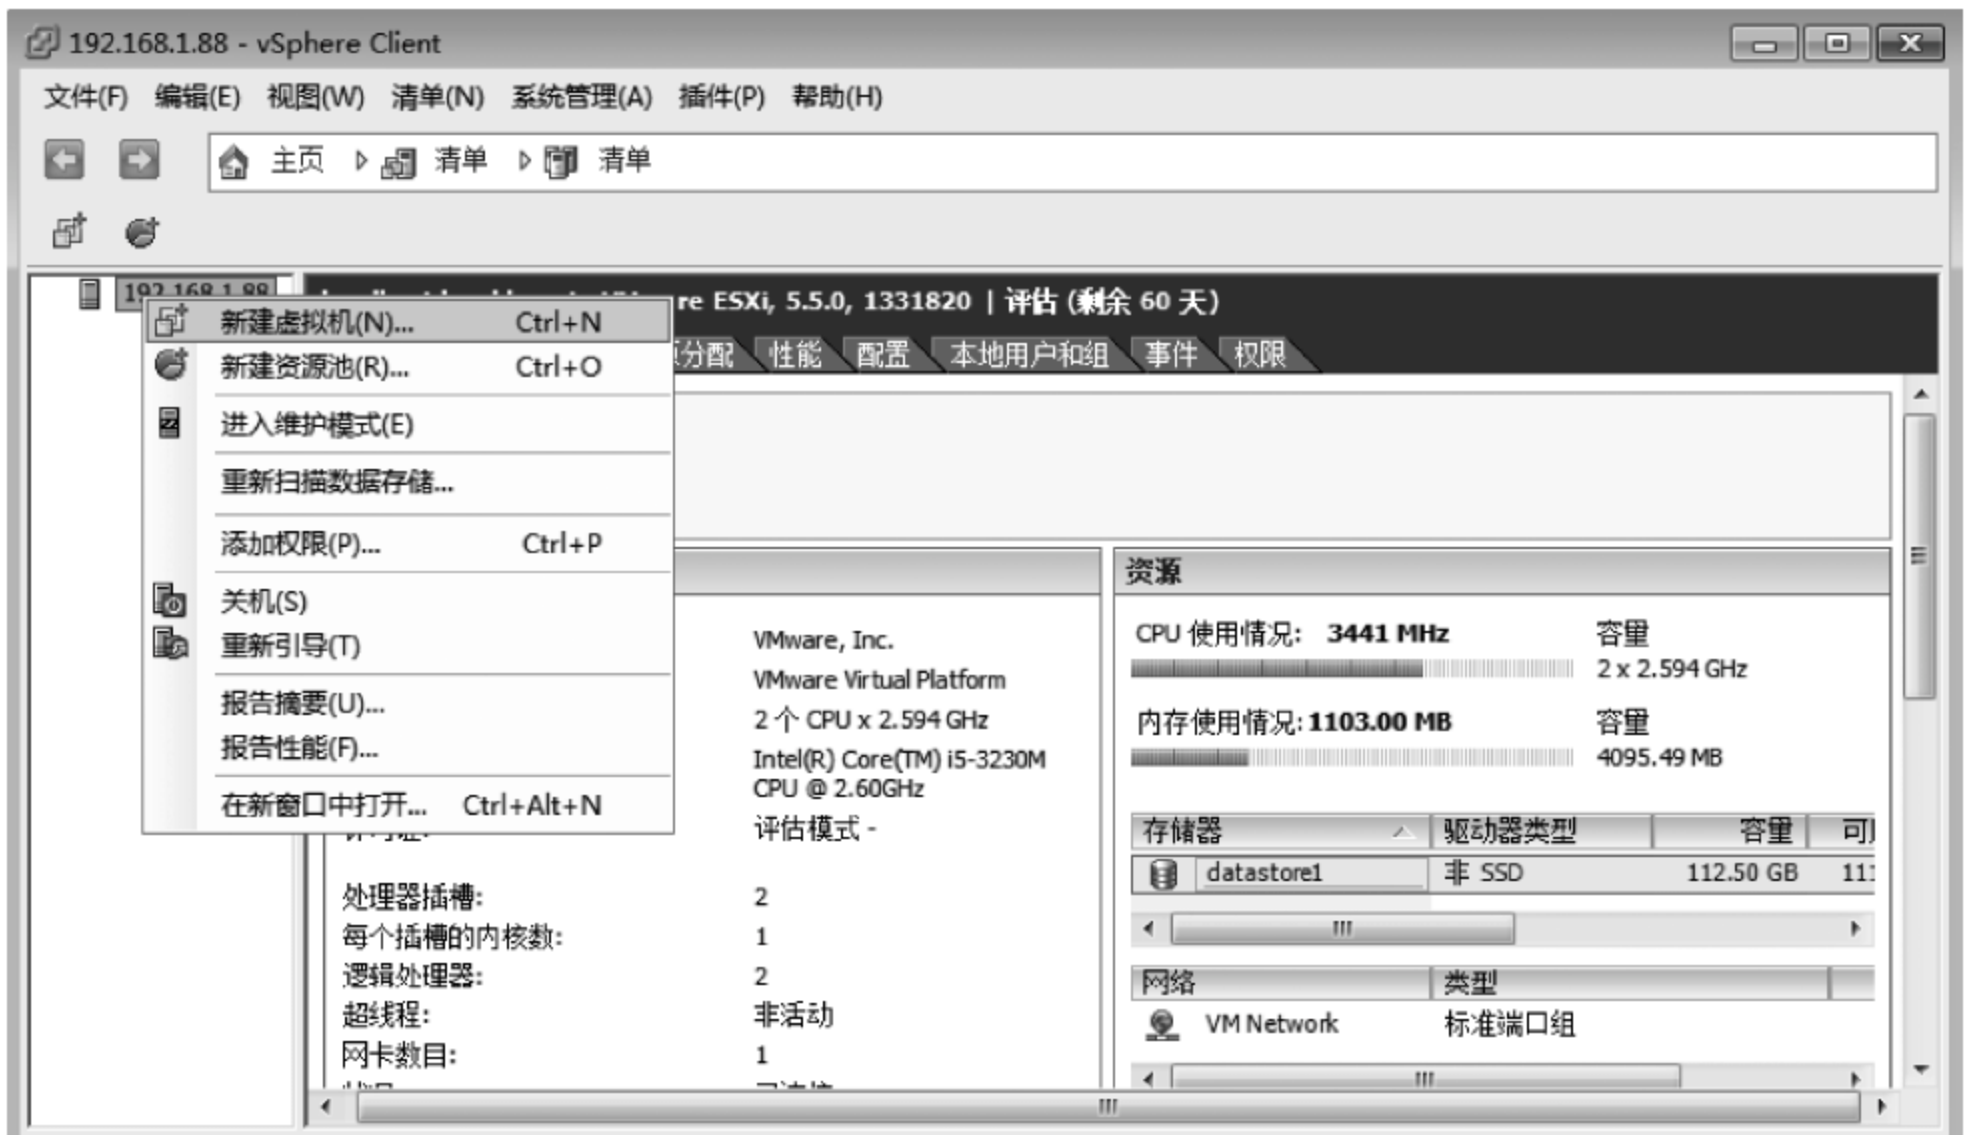 192.168.1.88 - vSphere Client
文件(F) 编辑(E) 视图(W) 清单(N) 系统管理(A) 插件(P) 帮助(H)
主页 清单 清单
192.168.1.88
re ESXi, 5.5.0, 1331820 | 评估 (剩余 60 天)
分配 性能 配置 本地用户和组 事件 权限
新建虚拟机(N)... Ctrl+N
新建资源池(R)... Ctrl+O
进入维护模式(E)
重新扫描数据存储...
添加权限(P)... Ctrl+P
关机(S)
重新引导(T)
报告摘要(U)...
报告性能(F)...
在新窗口中打开... Ctrl+Alt+N
VMware, Inc.
VMware Virtual Platform
2 个 CPU x 2.594 GHz
Intel(R) Core(TM) i5-3230M
CPU @ 2.60GHz
评估模式 -
处理器插槽: 2
每个插槽的内核数: 1
逻辑处理器: 2
超线程: 非活动
网卡数目: 1
资源
CPU 使用情况: 3441 MHz 容量
2 x 2.594 GHz
内存使用情况: 1103.00 MB 容量
4095.49 MB
存储器 驱动器类型 容量 可
datastore1 非 SSD 112.50 GB 11
网络 类型
VM Network 标准端口组